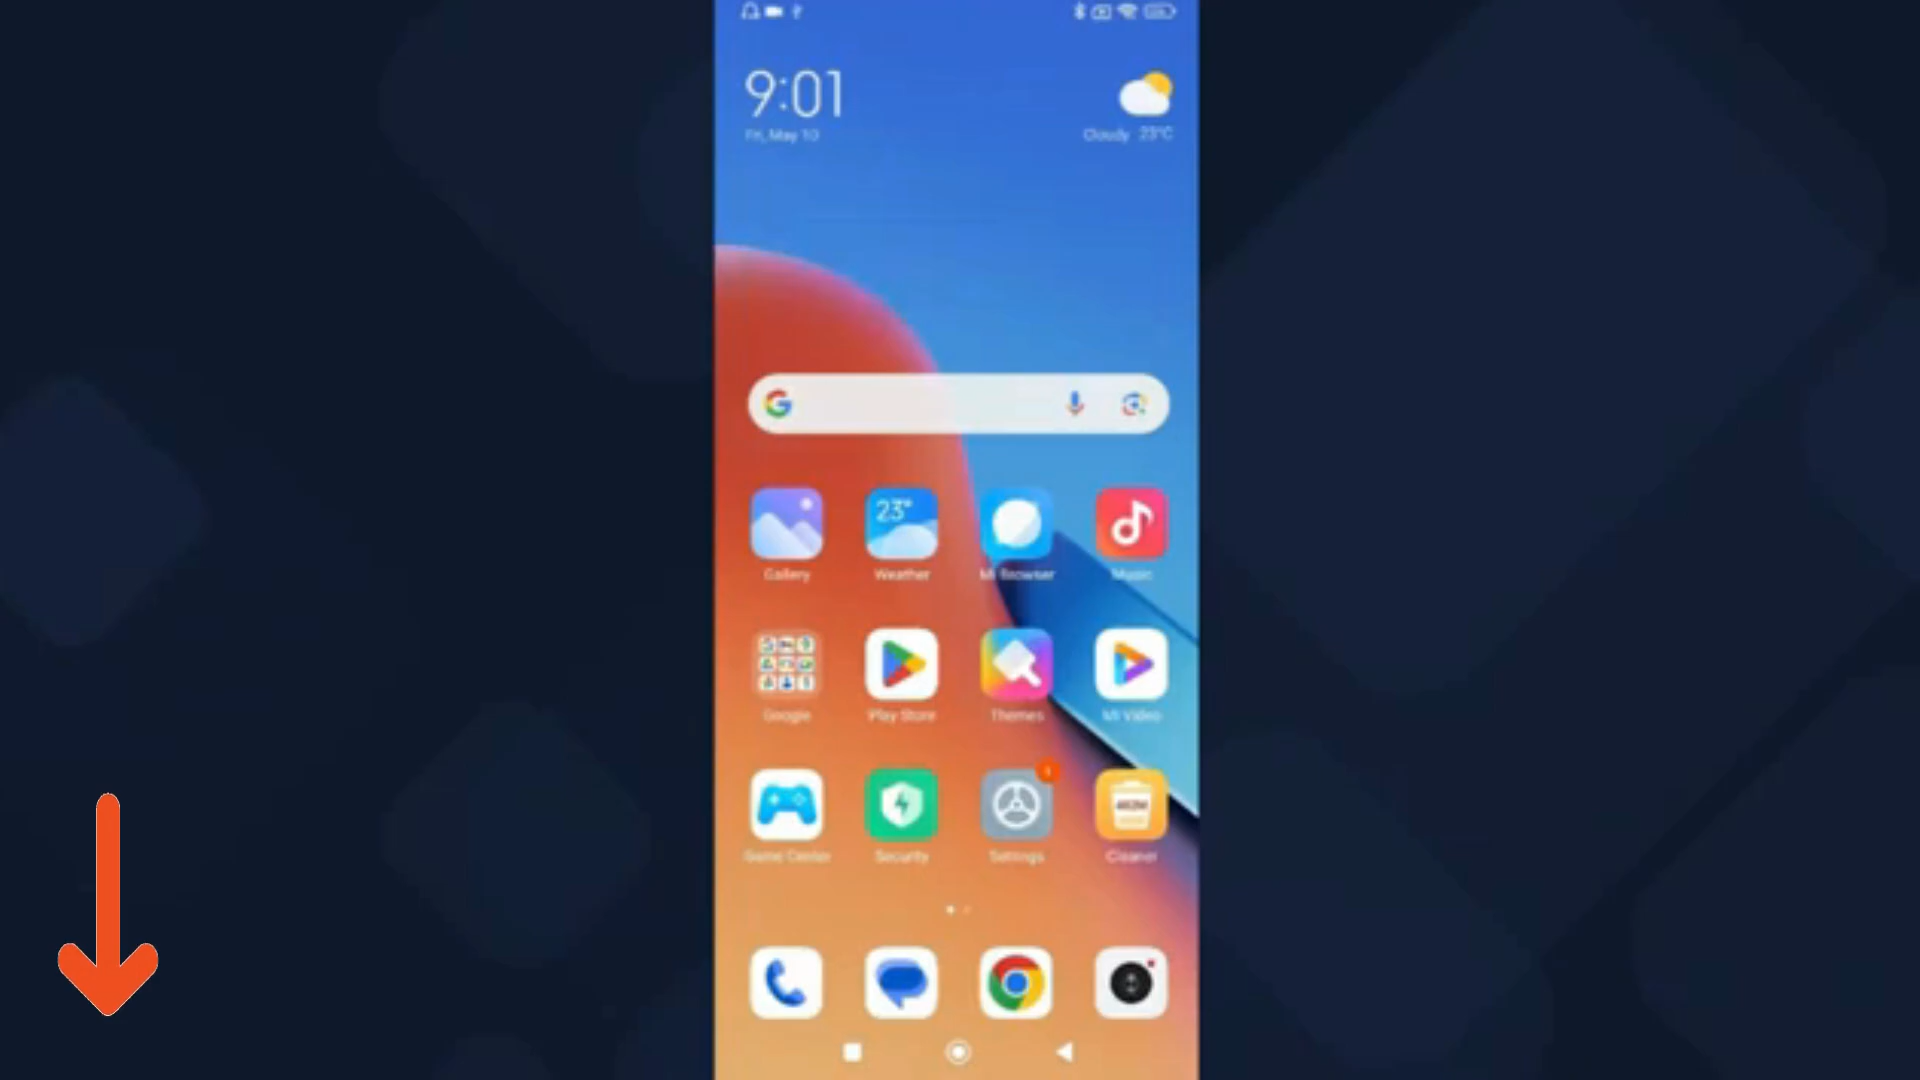 9:01
Fri, May 10
Cloudy 23°C
23°
Gallery
Weather
Mi Browser
Music
Google
Play Store
Themes
Mi Video
Game Center
Security
Settings
Cleaner